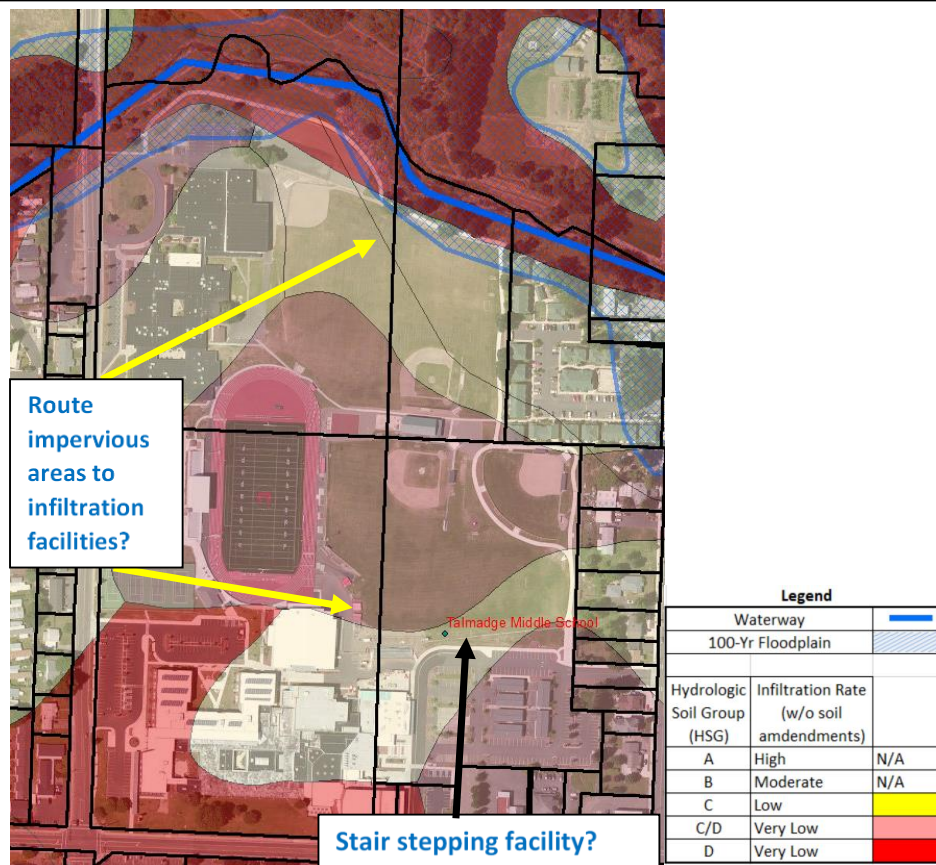 Route
impervious
areas to
infiltration
facilities?
Talmadge Middle School
Stair stepping facility?
Legend
Waterway
100-Yr Floodplain
Hydrologic
Soil Group
(HSG)
Infiltration Rate
(w/o soil
amdendments)
A High N/A
B Moderate N/A
C Low
C/D Very Low
D Very Low